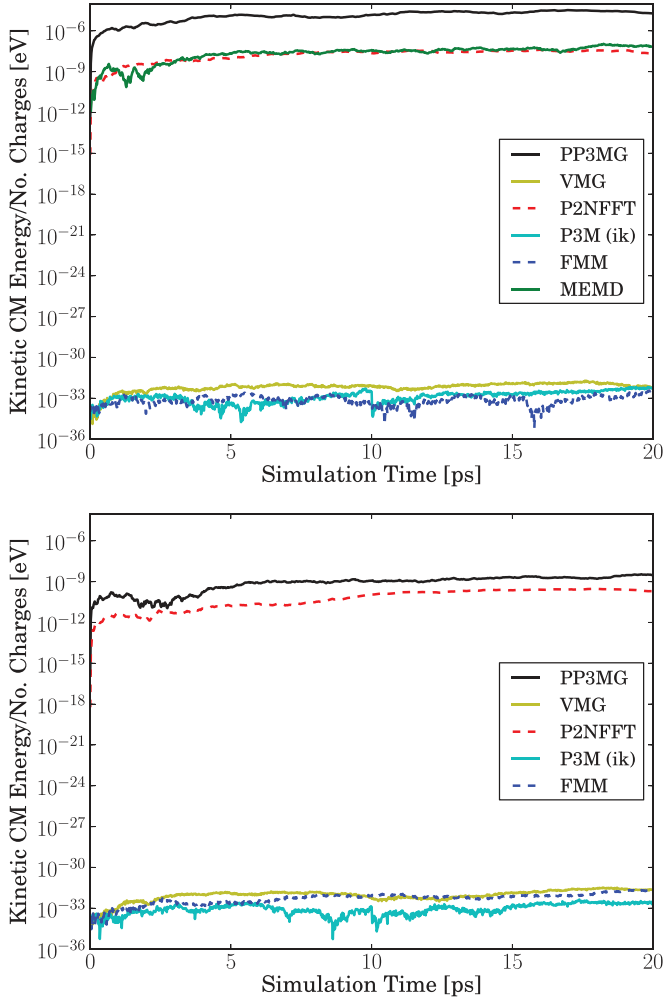 Kinetic CM Energy/No. Charges [eV]
10^-6
10^-9
10^-12
10^-15
10^-18
10^-21
10^-24
10^-27
10^-30
10^-33
10^-36
PP3MG
VMG
P2NFFT
P3M (ik)
FMM
MEMD
0 5 10 15 20
Simulation Time [ps]
Kinetic CM Energy/No. Charges [eV]
10^-6
10^-9
10^-12
10^-15
10^-18
10^-21
10^-24
10^-27
10^-30
10^-33
10^-36
PP3MG
VMG
P2NFFT
P3M (ik)
FMM
0 5 10 15 20
Simulation Time [ps]